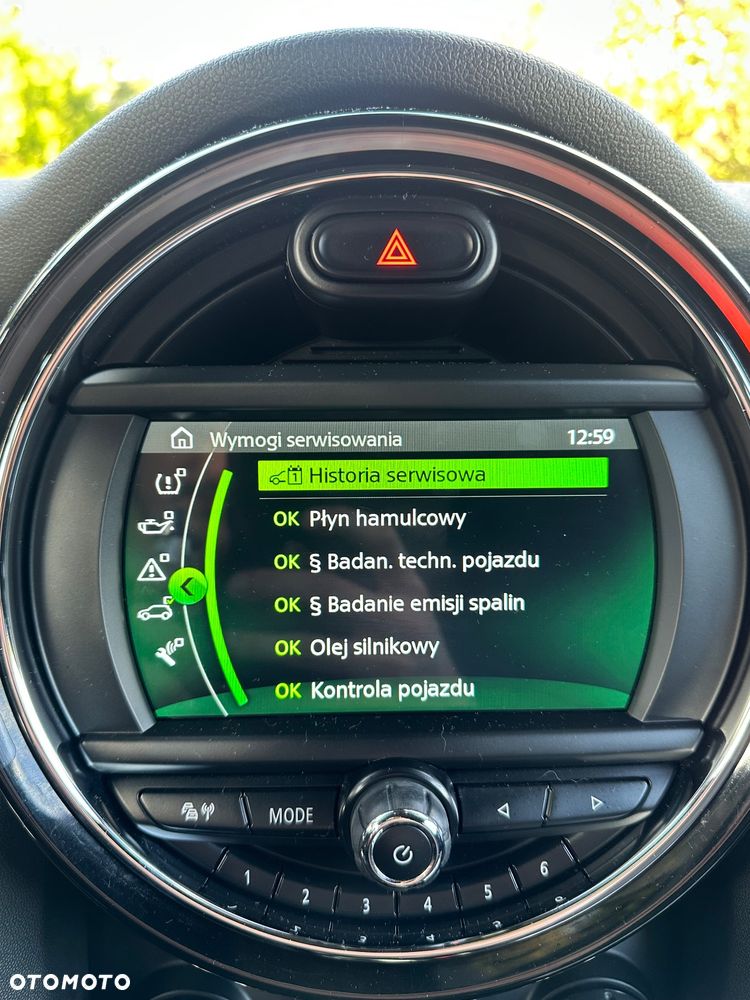 Wymogi serwisowania 12:59
1 Historia serwisowa
OK Płyn hamulcowy
OK § Badan. techn. pojazdu
OK § Badanie emisji spalin
OK Olej silnikowy
OK Kontrola pojazdu
MODE
1 2 3 4 5 6
OTOMOTO